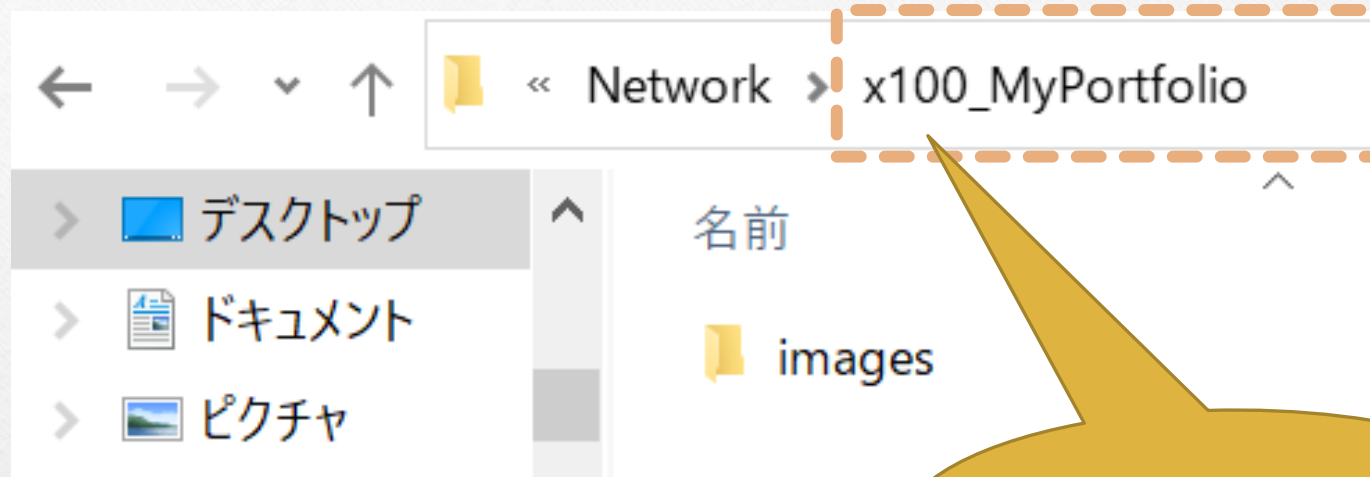 « Network > x100_MyPortfolio
デスクトップ
名前
ドキュメント
images
ピクチャ